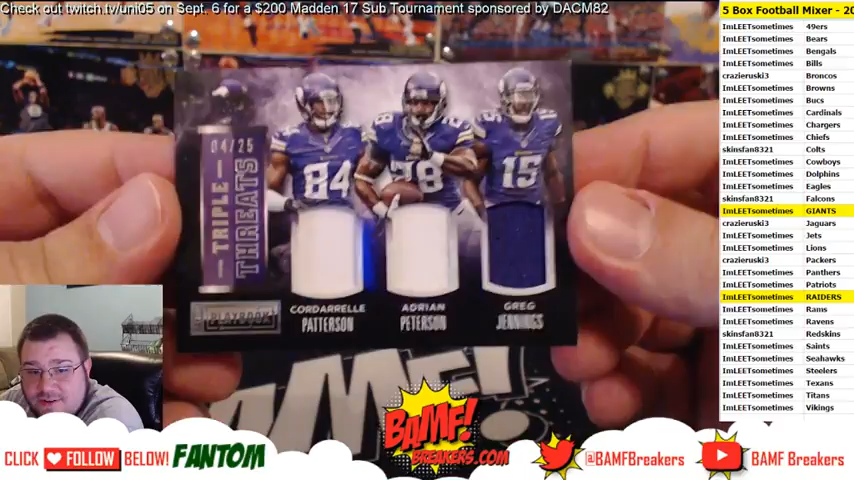 Check out twitch.tv/uni05 on Sept. 6 for a $200 Madden 17 Sub Tournament sponsored by DACM82
5 Box Football Mixer - 20
ImLEETsometimes 49ers
ImLEETsometimes Bears
ImLEETsometimes Bengals
ImLEETsometimes Bills
crazieruski3 Broncos
ImLEETsometimes Browns
ImLEETsometimes Bucs
ImLEETsometimes Cardinals
ImLEETsometimes Chargers
ImLEETsometimes Chiefs
skinsfan8321 Colts
ImLEETsometimes Cowboys
ImLEETsometimes Dolphins
ImLEETsometimes Eagles
skinsfan8321 Falcons
ImLEETsometimes GIANTS
crazieruski3 Jaguars
ImLEETsometimes Jets
ImLEETsometimes Lions
crazieruski3 Packers
ImLEETsometimes Panthers
ImLEETsometimes Patriots
ImLEETsometimes RAIDERS
ImLEETsometimes Rams
ImLEETsometimes Ravens
skinsfan8321 Redskins
ImLEETsometimes Saints
ImLEETsometimes Seahawks
ImLEETsometimes Steelers
ImLEETsometimes Texans
ImLEETsometimes Titans
ImLEETsometimes Vikings
04/25
TRIPLE
THREATS
84
28
15
PLAYBOOK
CORDARRELLE
PATTERSON
ADRIAN
PETERSON
GREG
JENNINGS
AMF!
BAMF!
BREAKERS.COM
CLICK FOLLOW BELOW! FANTOM
@BAMFBreakers
BAMF Breakers